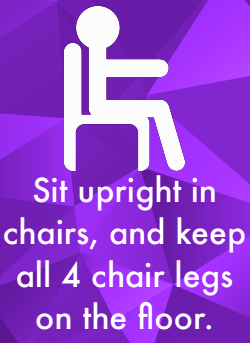 Sit upright in
chairs, and keep
all 4 chair legs
on the floor.